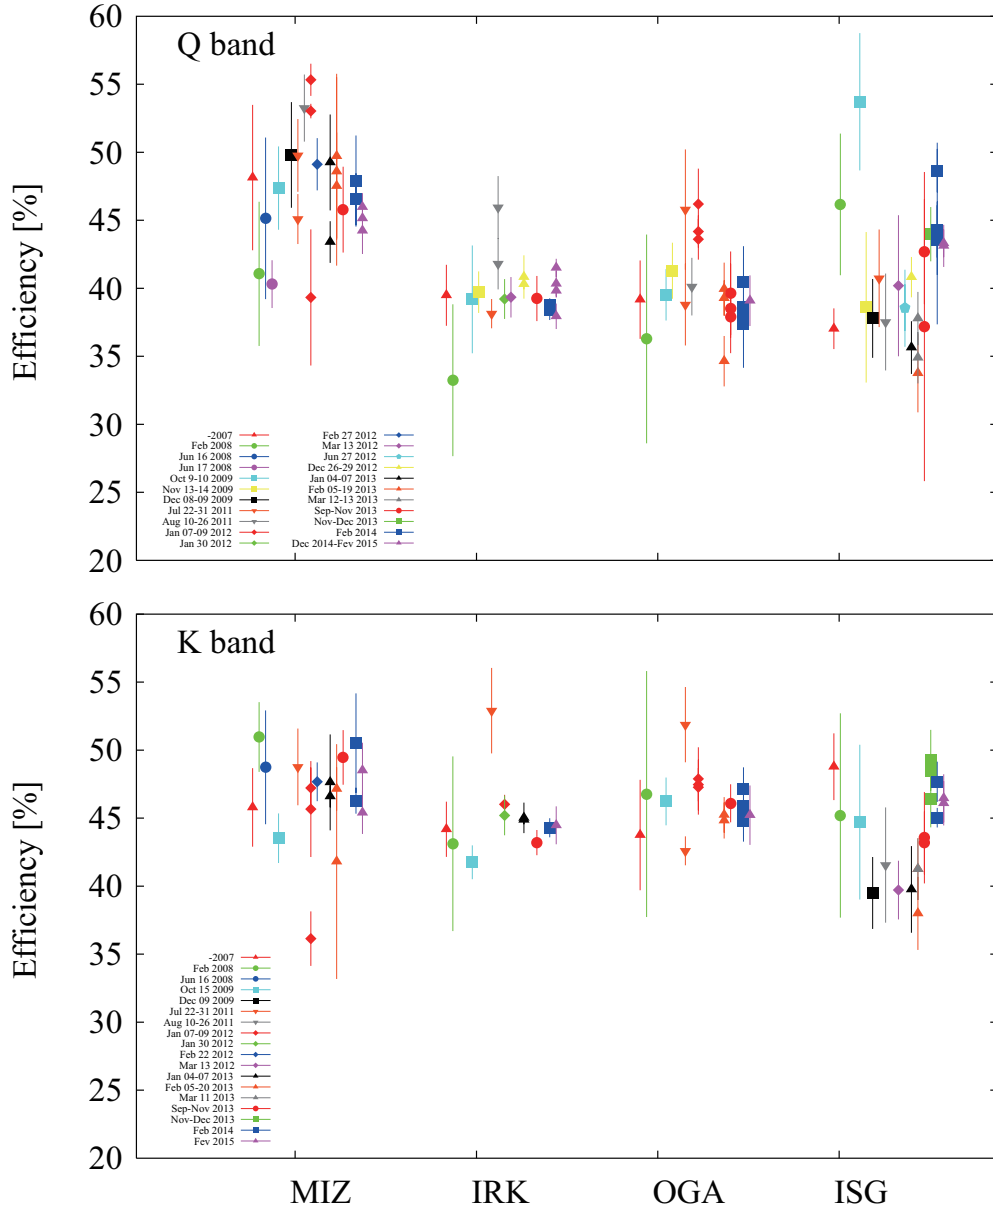 60
Q band
55
50
45
40
35
30
25
20
Efficiency [%]
-2007
Feb 2008
Jun 16 2008
Jun 17 2008
Oct 9-10 2009
Nov 13-14 2009
Dec 08-09 2009
Jul 22-31 2011
Aug 10-26 2011
Jan 07-09 2012
Jan 30 2012
Feb 27 2012
Mar 13 2012
Jun 27 2012
Dec 26-29 2012
Jan 04-07 2013
Feb 05-19 2013
Mar 12-13 2013
Sep-Nov 2013
Nov-Dec 2013
Feb 2014
Dec 2014-Fev 2015
60
K band
55
50
45
40
35
30
25
20
Efficiency [%]
-2007
Feb 2008
Jun 16 2008
Oct 15 2009
Dec 09 2009
Jul 22-31 2011
Aug 10-26 2011
Jan 07-09 2012
Jan 30 2012
Feb 22 2012
Mar 13 2012
Jan 04-07 2013
Feb 05-20 2013
Mar 11 2013
Sep-Nov 2013
Nov-Dec 2013
Feb 2014
Fev 2015
MIZ IRK OGA ISG